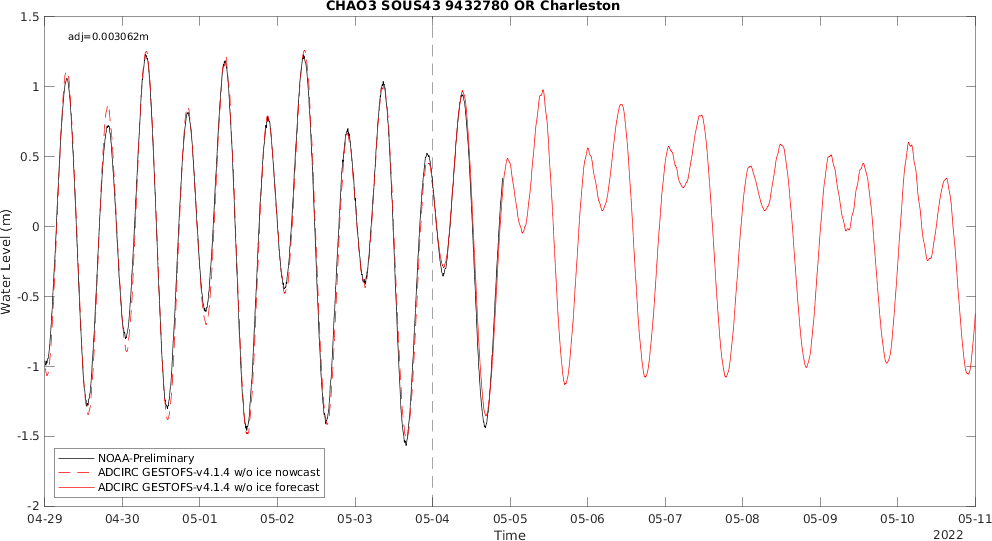 CHAO3 SOUS43 9432780 OR Charleston
adj=0.003062m
1.5
1
0.5
0
-0.5
-1
-1.5
-2
Water Level (m)
NOAA-Preliminary
ADCIRC GESTOFS-v4.1.4 w/o ice nowcast
ADCIRC GESTOFS-v4.1.4 w/o ice forecast
04-29 04-30 05-01 05-02 05-03 05-04 05-05 05-06 05-07 05-08 05-09 05-10 05-11
Time
2022